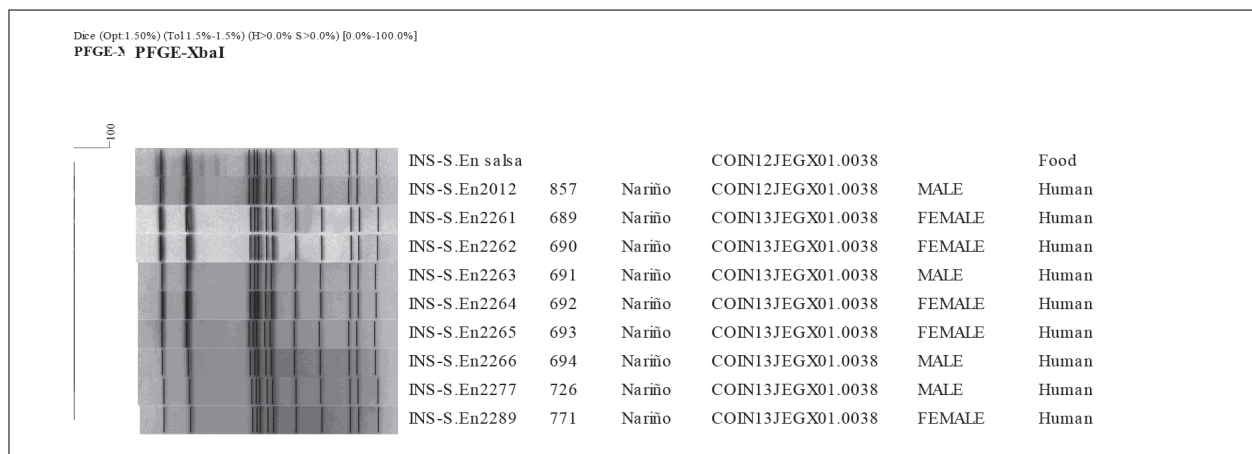 Dice (Opt:1.50%) (Tol 1.5%-1.5%) (H>0.0% S>0.0%) [0.0%-100.0%]
PFGE-X PFGE-XbaI
100
INS-S.En salsa COIN12JEGX01.0038 Food
INS-S.En2012 857 Nariño COIN12JEGX01.0038 MALE Human
INS-S.En2261 689 Nariño COIN13JEGX01.0038 FEMALE Human
INS-S.En2262 690 Nariño COIN13JEGX01.0038 FEMALE Human
INS-S.En2263 691 Nariño COIN13JEGX01.0038 MALE Human
INS-S.En2264 692 Nariño COIN13JEGX01.0038 FEMALE Human
INS-S.En2265 693 Nariño COIN13JEGX01.0038 FEMALE Human
INS-S.En2266 694 Nariño COIN13JEGX01.0038 MALE Human
INS-S.En2277 726 Nariño COIN13JEGX01.0038 MALE Human
INS-S.En2289 771 Nariño COIN13JEGX01.0038 FEMALE Human